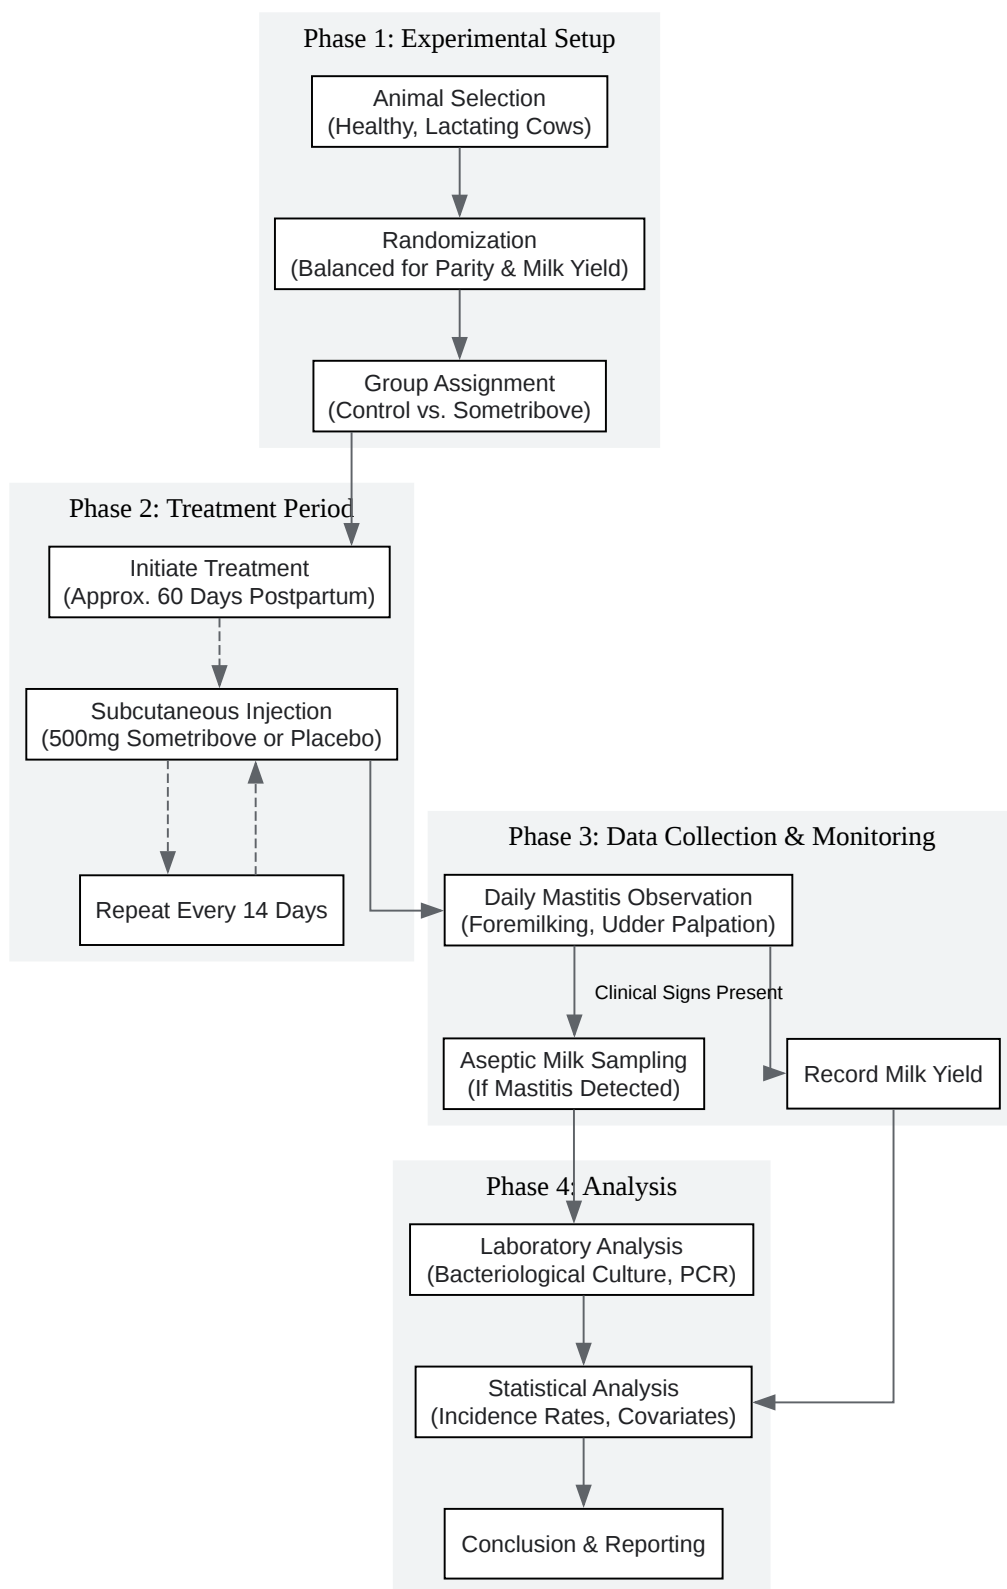 Phase 1: Experimental Setup
Animal Selection
(Healthy, Lactating Cows)
Randomization
(Balanced for Parity & Milk Yield)
Group Assignment
(Control vs. Sometribove)
Phase 2: Treatment Period
Initiate Treatment
(Approx. 60 Days Postpartum)
Subcutaneous Injection
(500mg Sometribove or Placebo)
Repeat Every 14 Days
Phase 3: Data Collection & Monitoring
Daily Mastitis Observation
(Foremilking, Udder Palpation)
Clinical Signs Present
Aseptic Milk Sampling
(If Mastitis Detected)
Record Milk Yield
Phase 4: Analysis
Laboratory Analysis
(Bacteriological Culture, PCR)
Statistical Analysis
(Incidence Rates, Covariates)
Conclusion & Reporting